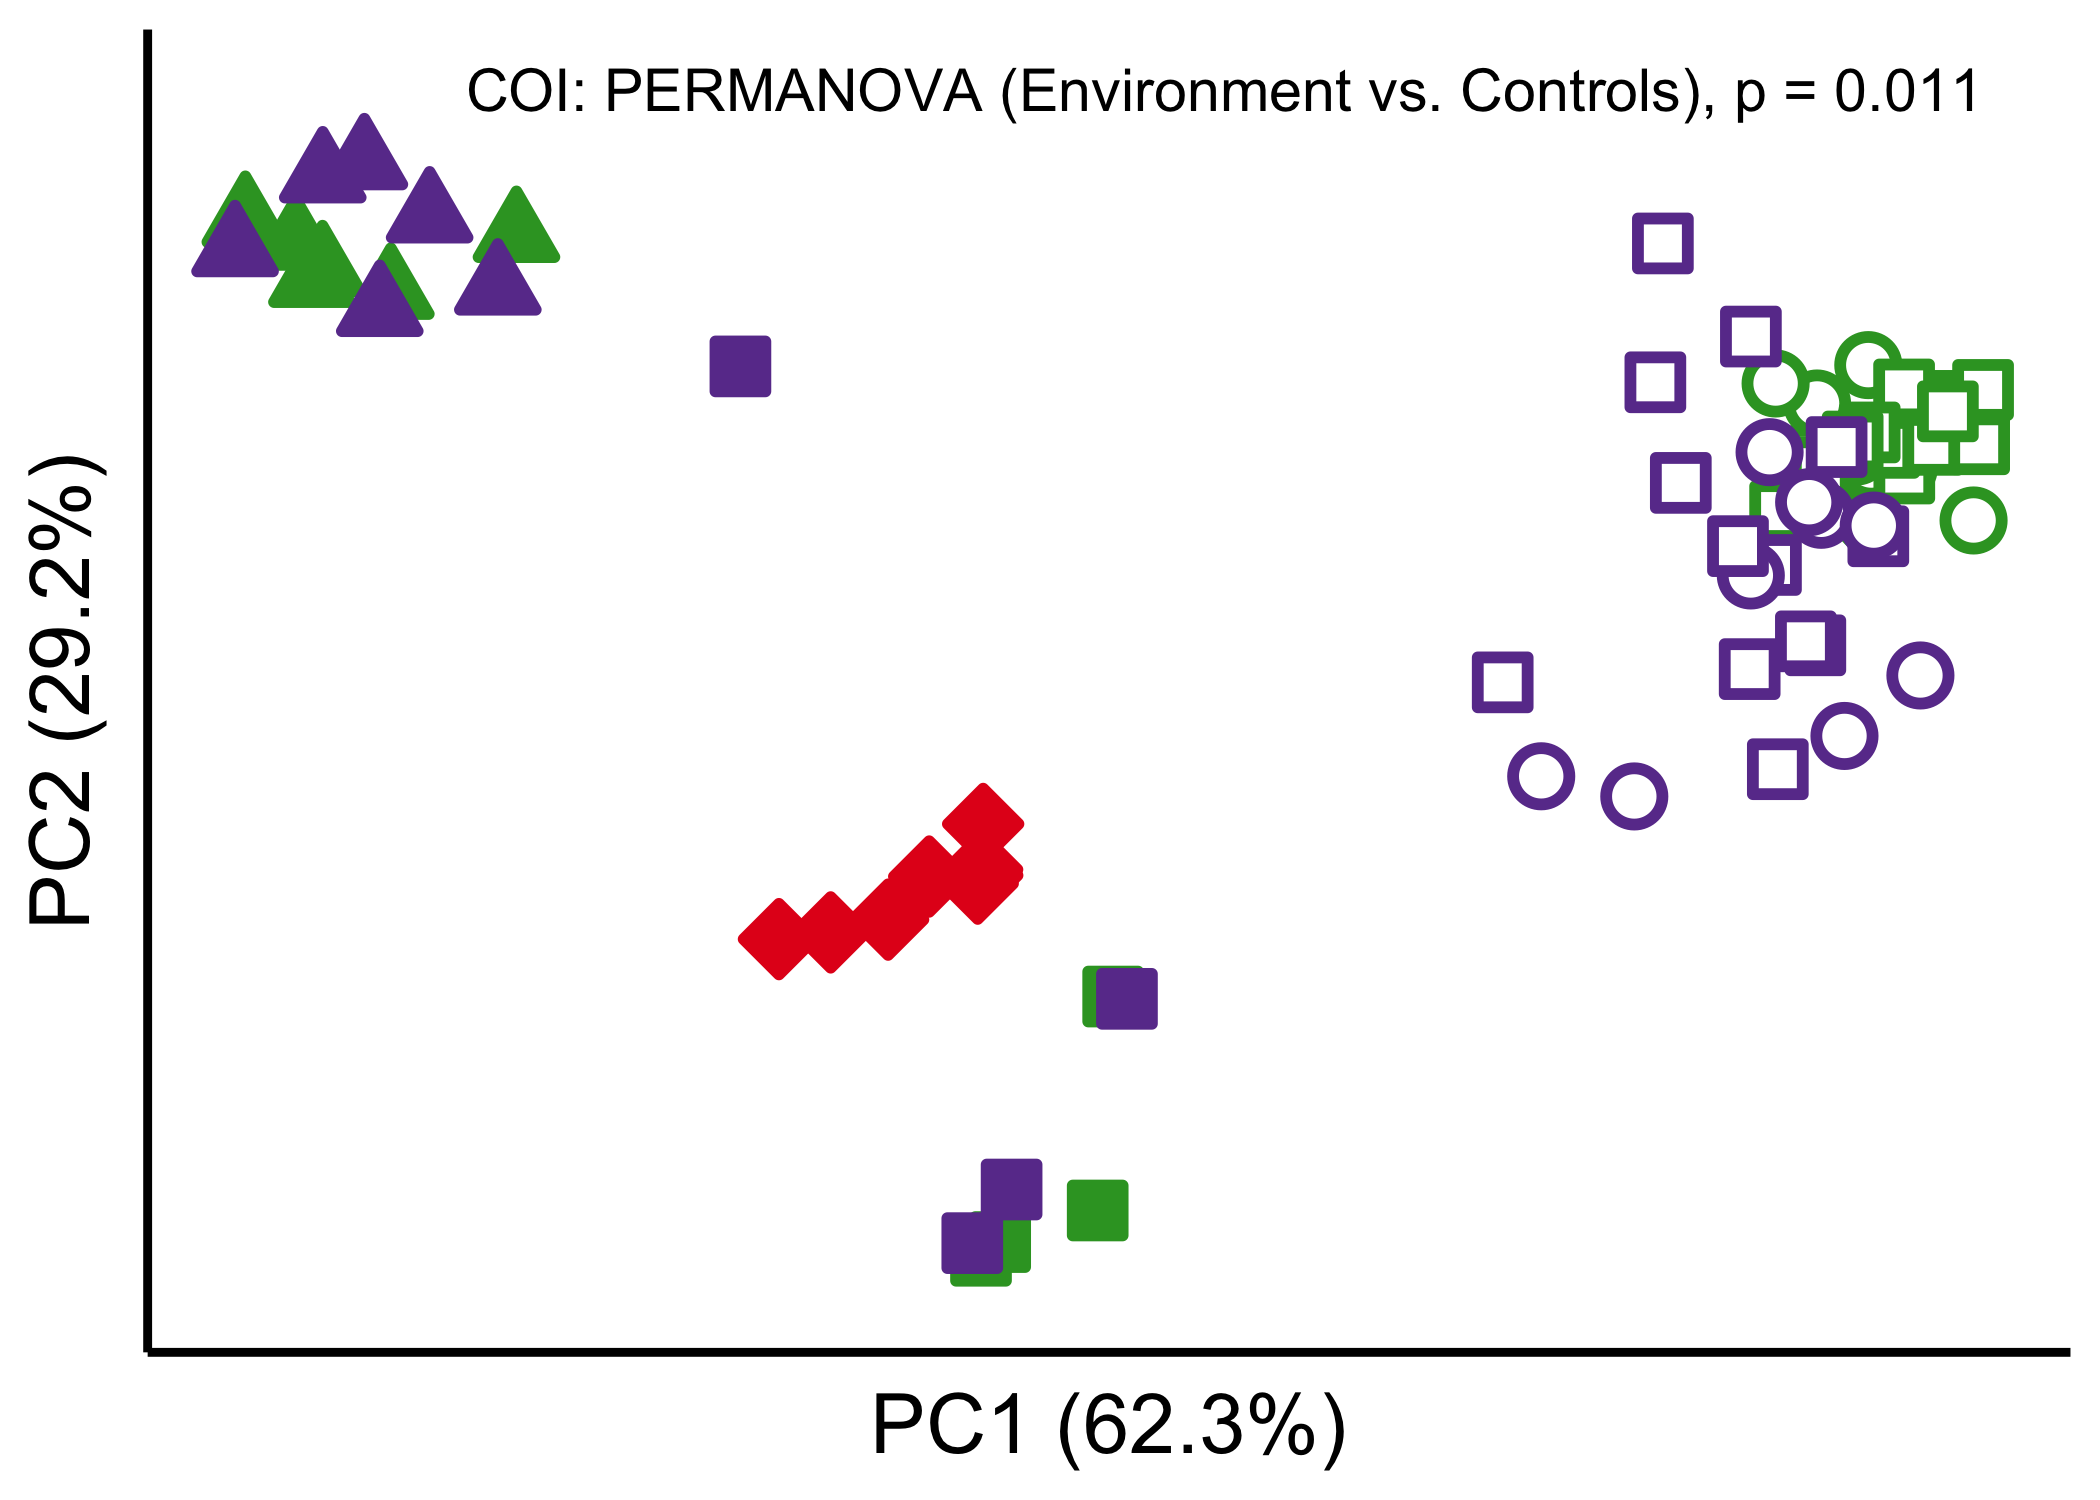 COI: PERMANOVA (Environment vs. Controls), p = 0.011
PC2 (29.2%)
PC1 (62.3%)